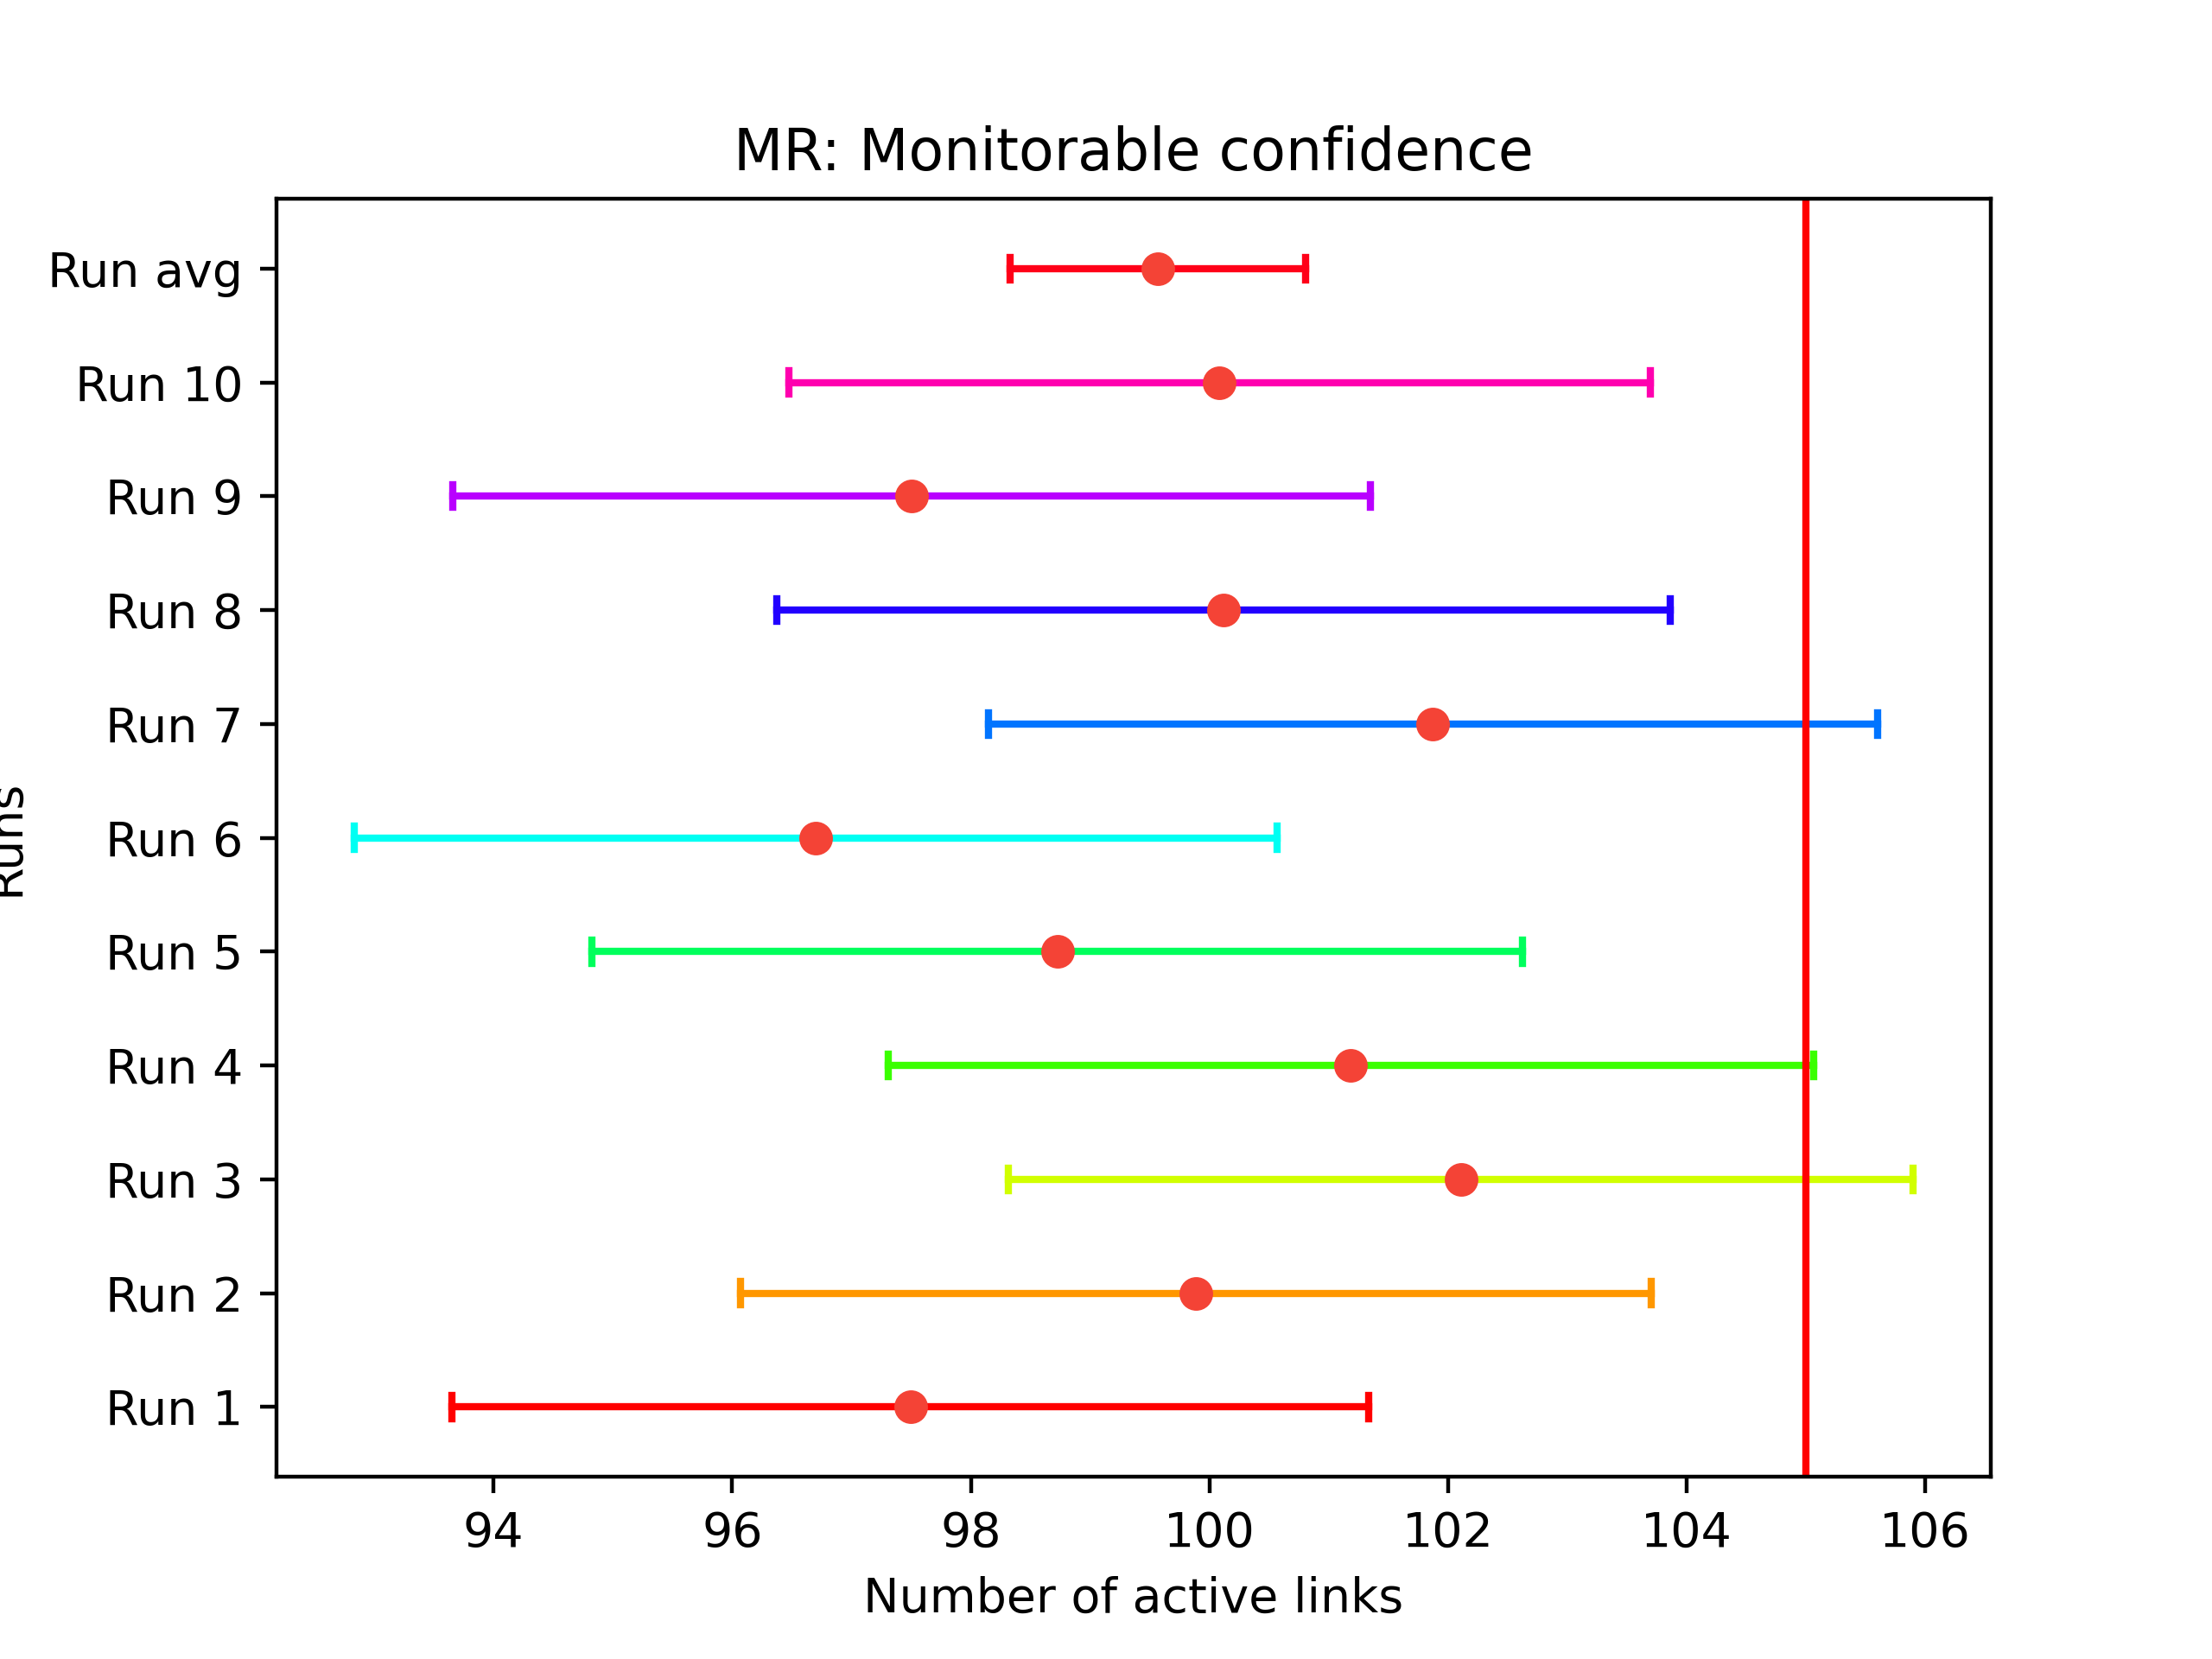 MR: Monitorable confidence
Run avg
Run 10
Run 9
Run 8
Run 7
Run 6
Run 5
Run 4
Run 3
Run 2
Run 1
Runs
94 96 98 100 102 104 106
Number of active links